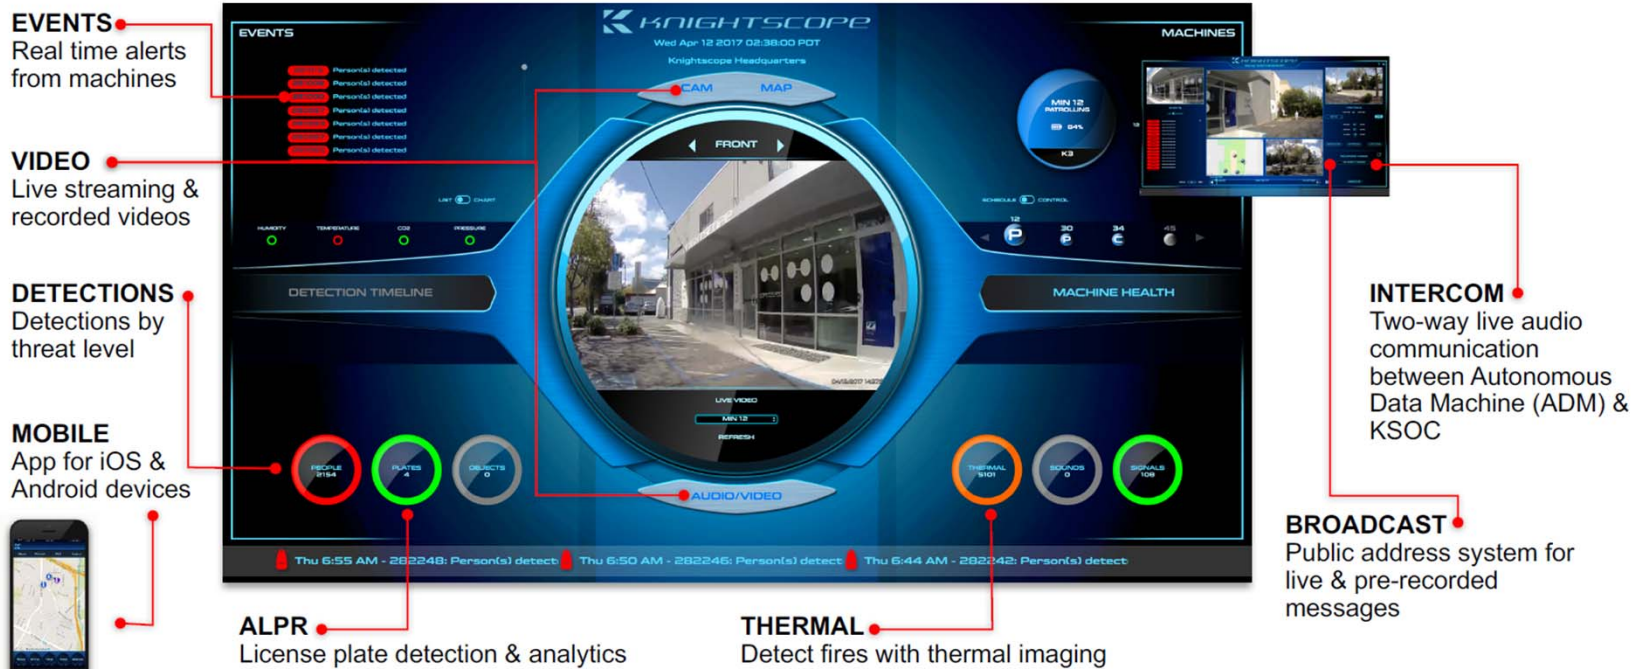 EVENTS
Real time alerts
from machines
VIDEO
Live streaming &
recorded videos
DETECTIONS
Detections by
threat level
MOBILE
App for iOS &
Android devices
EVENTS
Person(s) detected
Person(s) detected
Person(s) detected
Person(s) detected
Person(s) detected
Person(s) detected
Person(s) detected
LIST CHART
HUMIDITY TEMPERATURE CO2 PRESSURE
DETECTION TIMELINE
PEOPLE
2154
PLATES
4
OBJECTS
0
KNIGHTSCOPE
Wed Apr 12 2017 02:38:00 PDT
Knightscope Headquarters
CAM MAP
FRONT
LIVE VIDEO
MIN 12
REFRESH
AUDIO/VIDEO
MACHINES
MIN 12
PATROLLING
84%
K3
SCHEDULE CONTROL
12 30 34 45
P P C
MACHINE HEALTH
THERMAL
5101
SOUNDS
0
SIGNALS
108
Thu 6:55 AM - 282248: Person(s) detect
Thu 6:50 AM - 282246: Person(s) detect
Thu 6:44 AM - 282242: Person(s) detect
INTERCOM
Two-way live audio
communication
between Autonomous
Data Machine (ADM) &
KSOC
BROADCAST
Public address system for
live & pre-recorded
messages
ALPR
License plate detection & analytics
THERMAL
Detect fires with thermal imaging